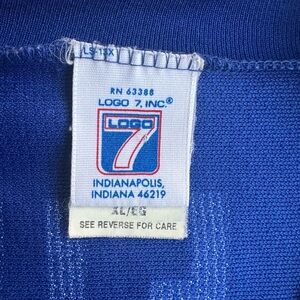 RN 63388
LOGO 7, INC.®
LOGO
7
INDIANAPOLIS,
INDIANA 46219
XL/EG
SEE REVERSE FOR CARE